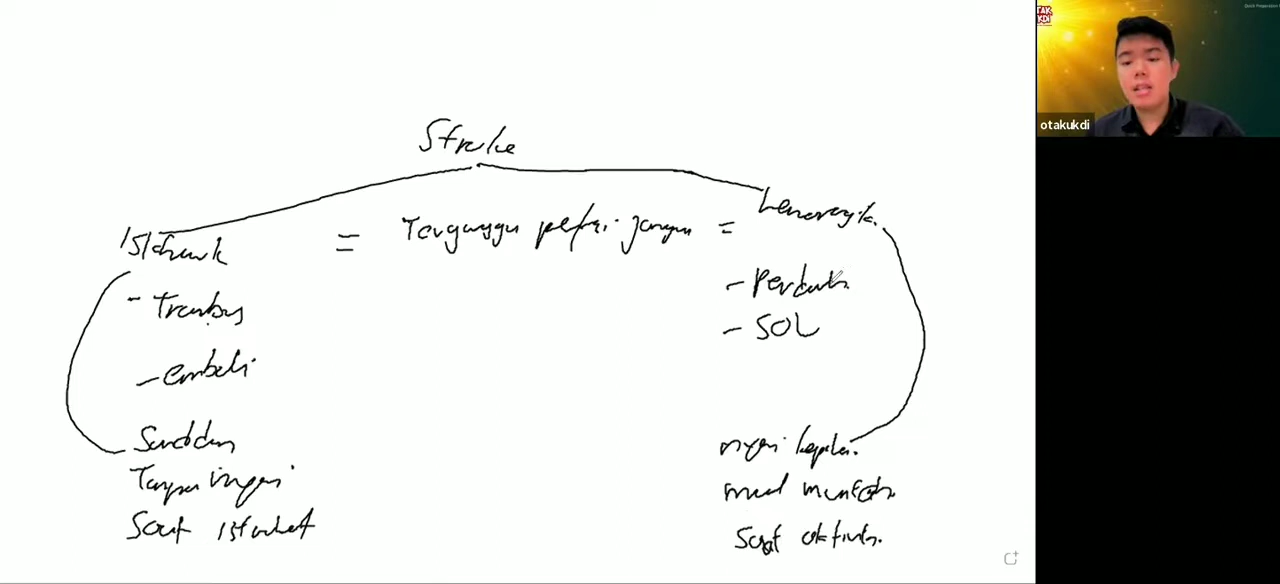 Stroke
Iskemik = Terganggu perfusi jaringan = hemoragik
- Trombus
- emboli
Sudden
Tanpa nyeri
Saat istirahat
- Perdarah
- SOL
nyeri kepala
mual muntah
Saat aktivitas
otakukdi